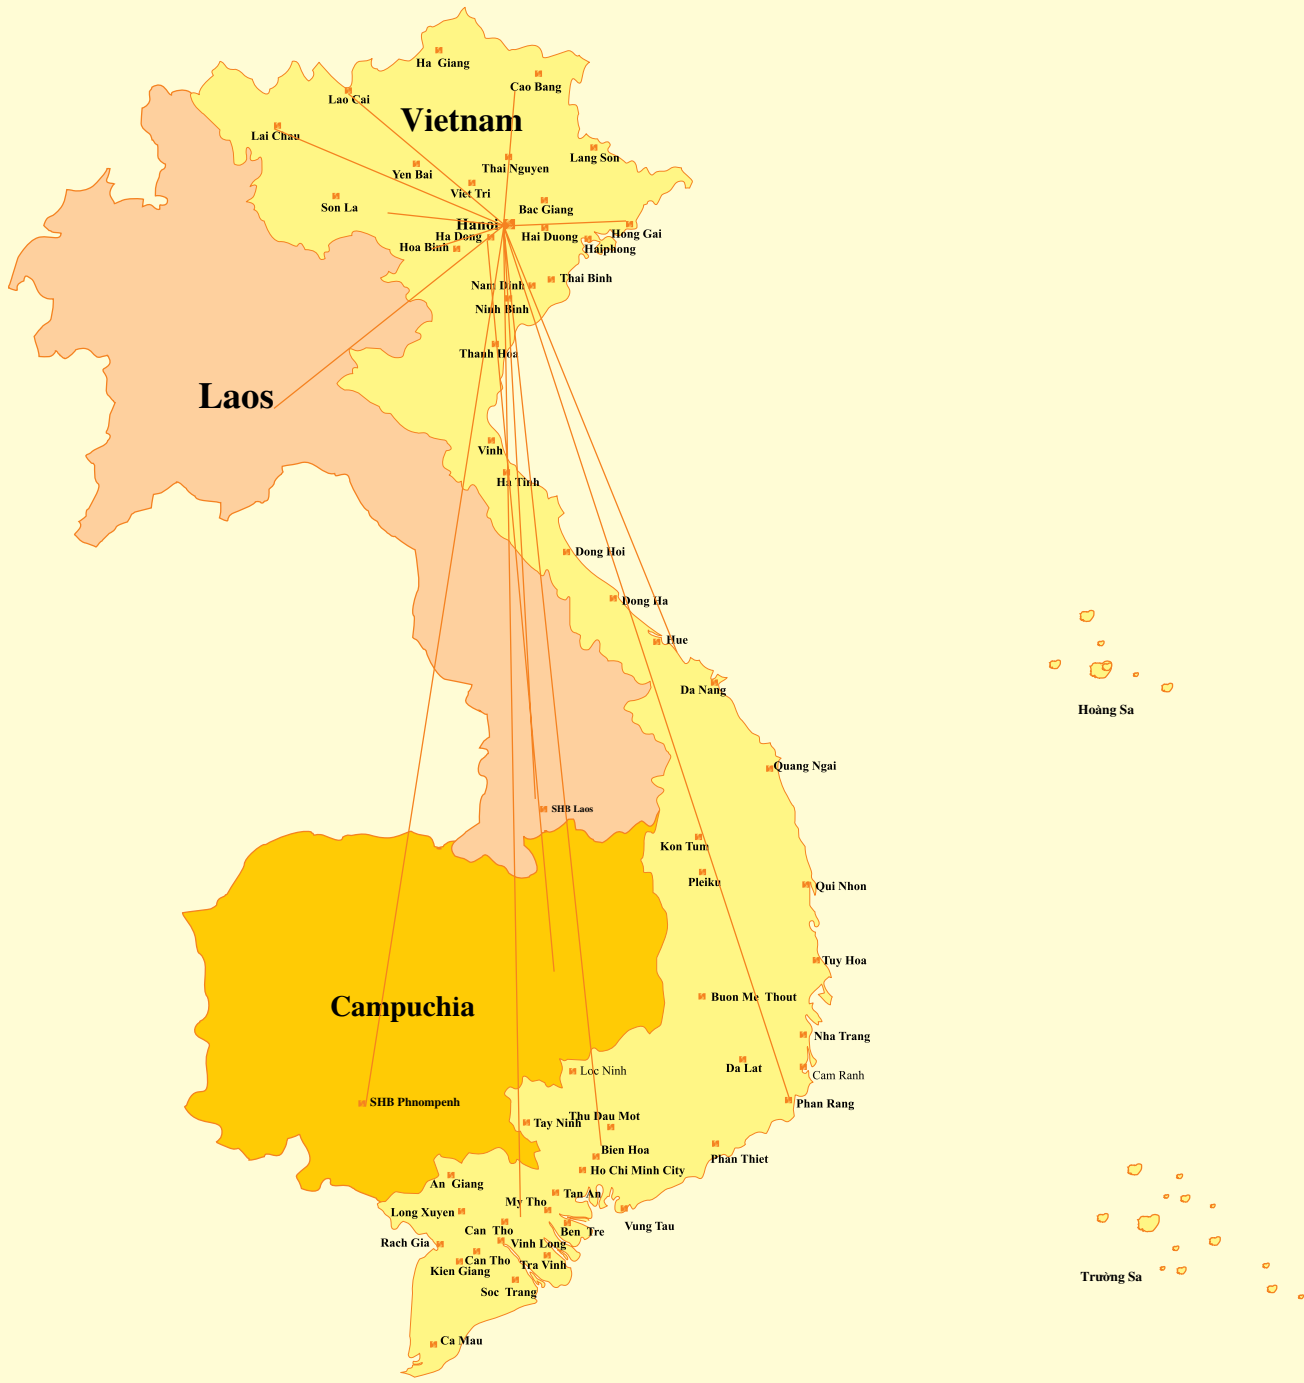 Ha Giang
Cao Bang
Lao Cai
Vietnam
Lai Chau
Lang Son
Thai Nguyen
Yen Bai
Viet Tri
Son La
Bac Giang
Hanoi
Hong Gai
Ha Dong
Hai Duong
Hoa Binh
Haiphong
Thai Binh
Nam Dinh
Ninh Binh
Thanh Hoa
Laos
Vinh
Ha Tinh
Dong Hoi
Dong Ha
Hue
Da Nang
Hoàng Sa
Quang Ngai
SHB Laos
Kon Tum
Pleiku
Qui Nhon
Tuy Hoa
Buon Me Thout
Campuchia
Nha Trang
Da Lat
Loc Ninh
Cam Ranh
SHB Phnompenh
Phan Rang
Thu Dau Mot
Tay Ninh
Bien Hoa
Phan Thiet
Ho Chi Minh City
An Giang
Tan An
My Tho
Long Xuyen
Vung Tau
Can Tho
Ben Tre
Rach Gia
Vinh Long
Can Tho
Tra Vinh
Kien Giang
Trường Sa
Soc Trang
Ca Mau